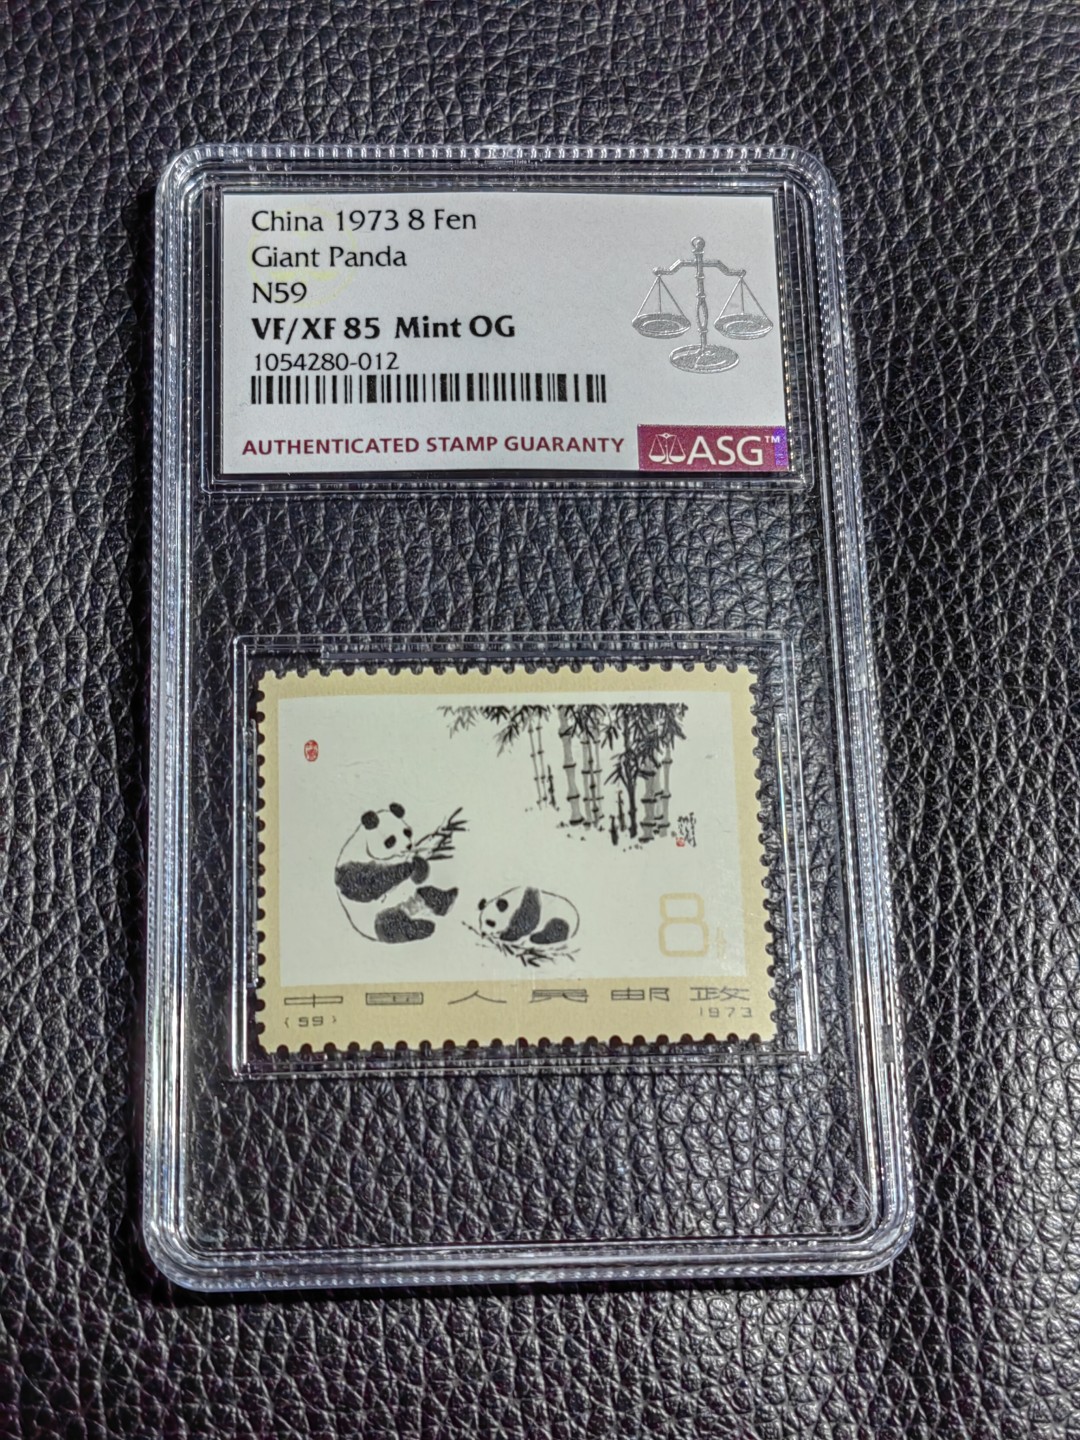 China 1973 8 Fen
Giant Panda
N59
VF/XF 85 Mint OG
1054280-012
AUTHENTICATED STAMP GUARANTY
ASG™
8
中国人民邮政
(59)
1973